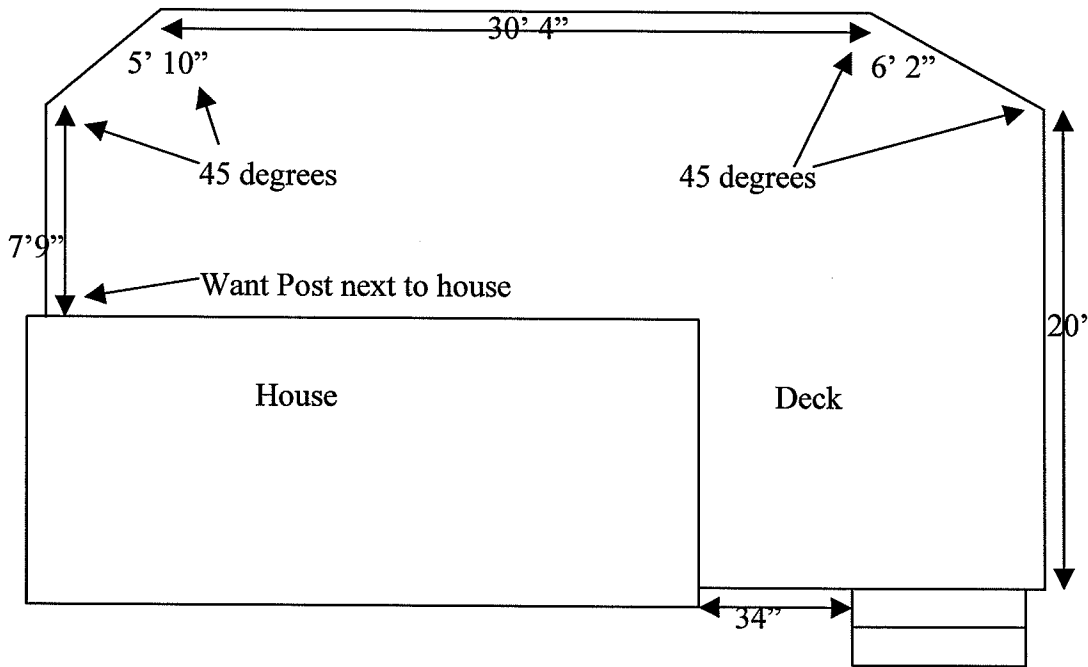 30' 4”
5' 10”
6' 2”
45 degrees
45 degrees
7'9”
Want Post next to house
20'
House
Deck
34”